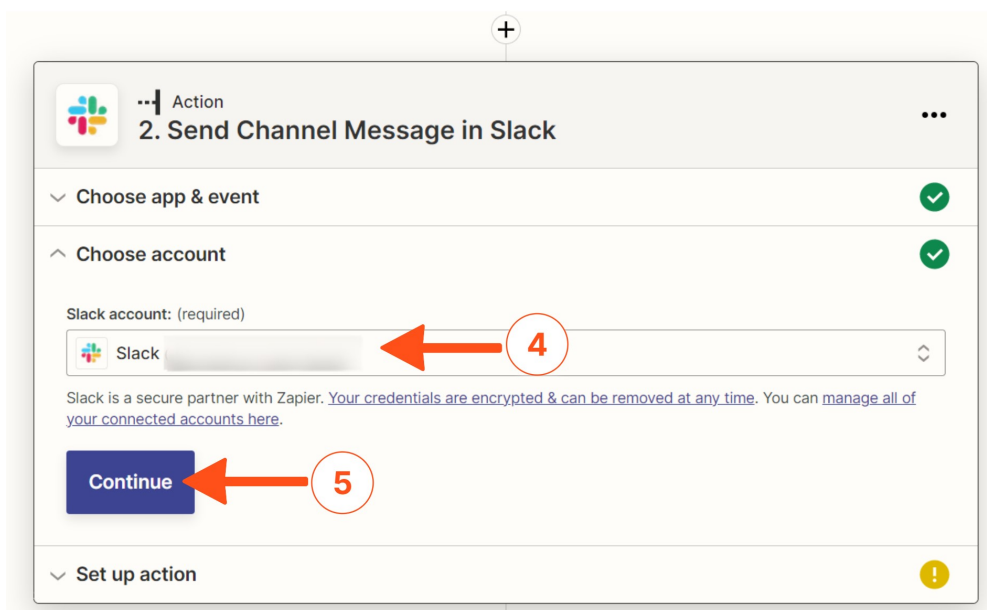 Action
2. Send Channel Message in Slack
Choose app & event
Choose account
Slack account: (required)
Slack
4
Slack is a secure partner with Zapier. Your credentials are encrypted & can be removed at any time. You can manage all of
your connected accounts here.
Continue
5
Set up action